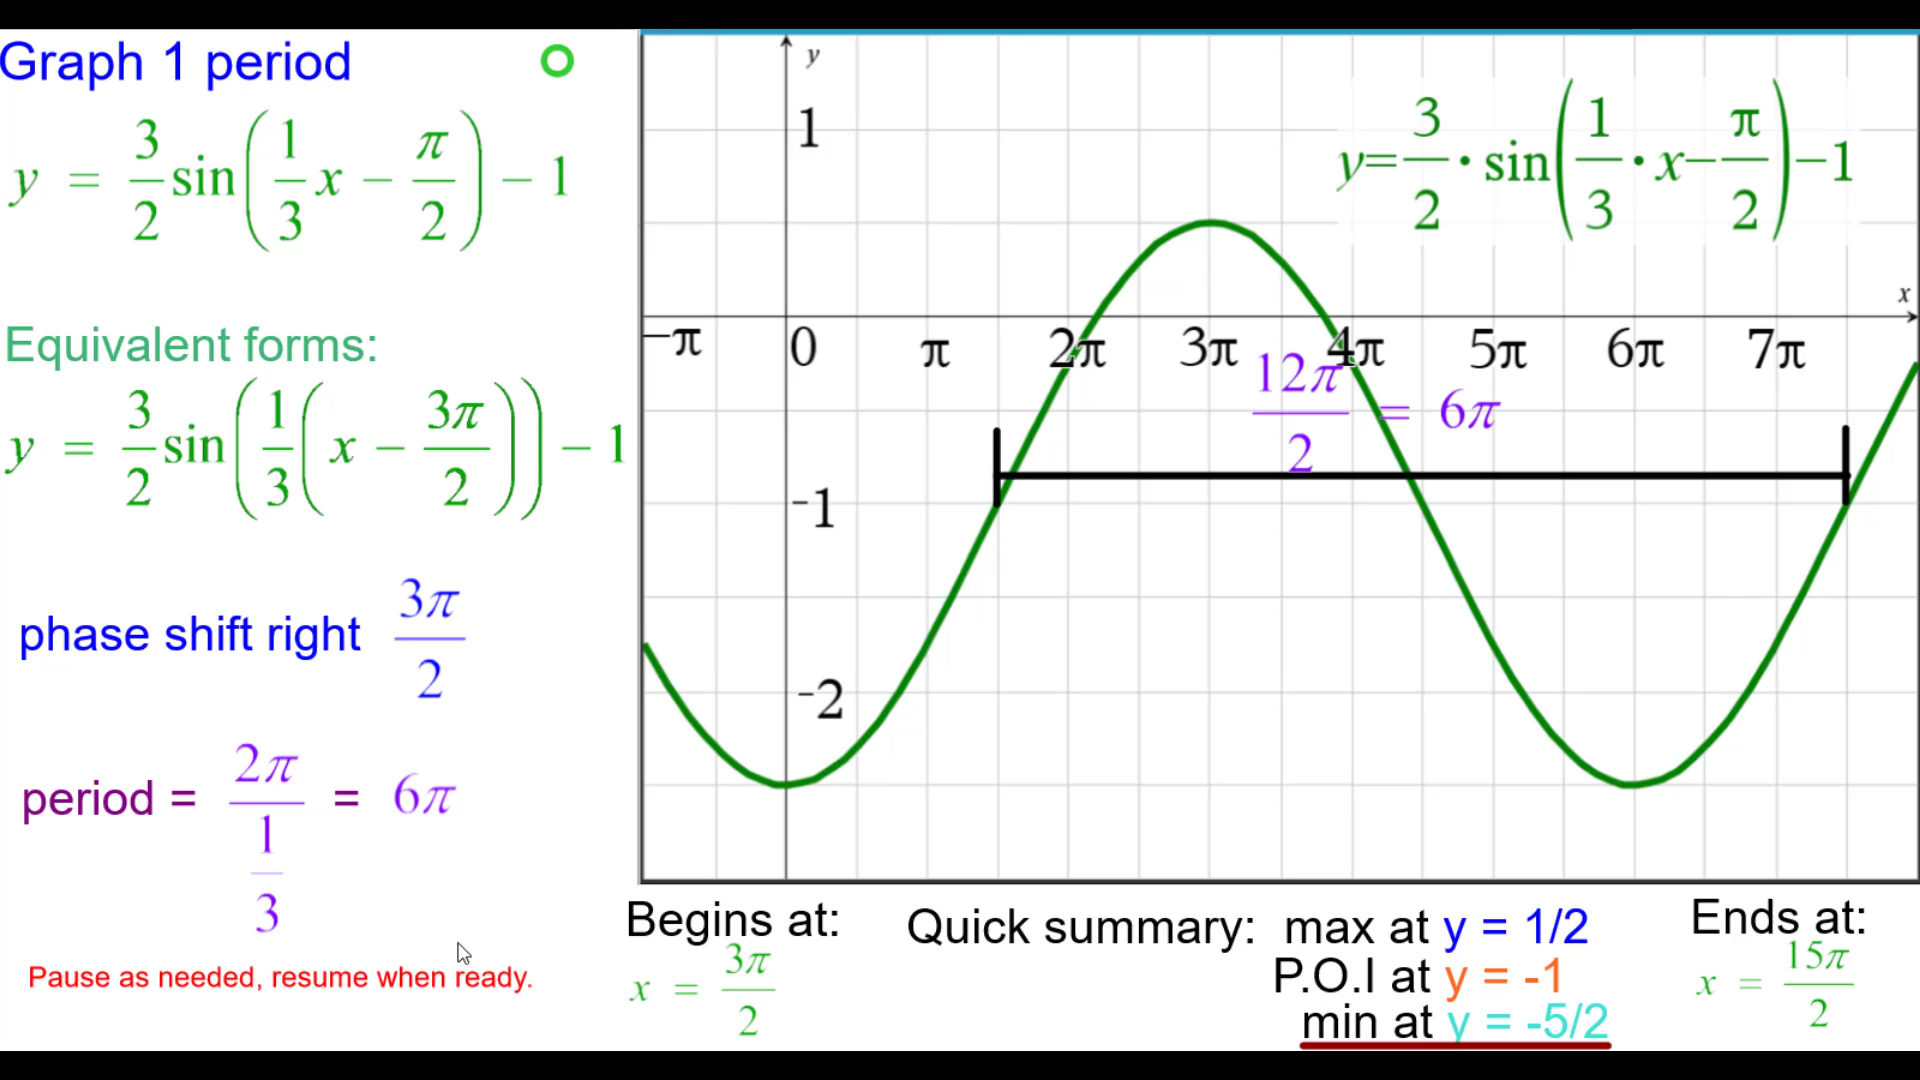 Graph 1 period
y = 3/2 sin(1/3 x − π/2) − 1
Equivalent forms:
y = 3/2 sin(1/3(x − 3π/2)) − 1
phase shift right 3π/2
period = 2π/(1/3) = 6π
Pause as needed, resume when ready.
y
1
y=3/2·sin(1/3·x−π/2)−1
x
−π 0 π 2π 3π 4π 5π 6π 7π
12π/2 = 6π
-1
-2
Begins at:
x = 3π/2
Quick summary: max at y = 1/2
P.O.I at y = -1
min at y = -5/2
Ends at:
x = 15π/2